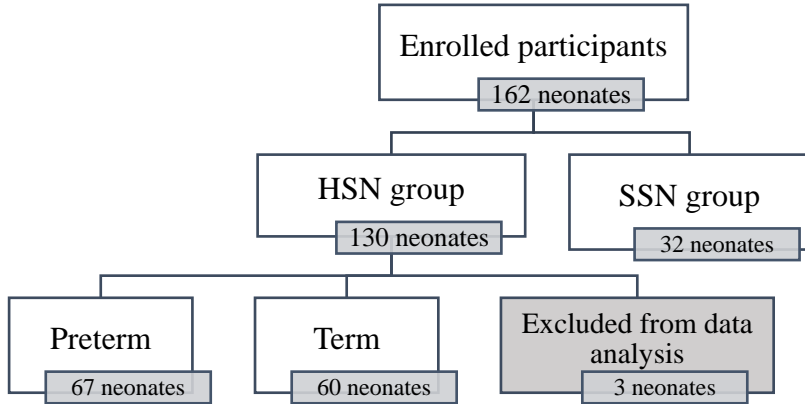 Enrolled participants
162 neonates
HSN group
130 neonates
SSN group
32 neonates
Preterm
67 neonates
Term
60 neonates
Excluded from data
analysis
3 neonates